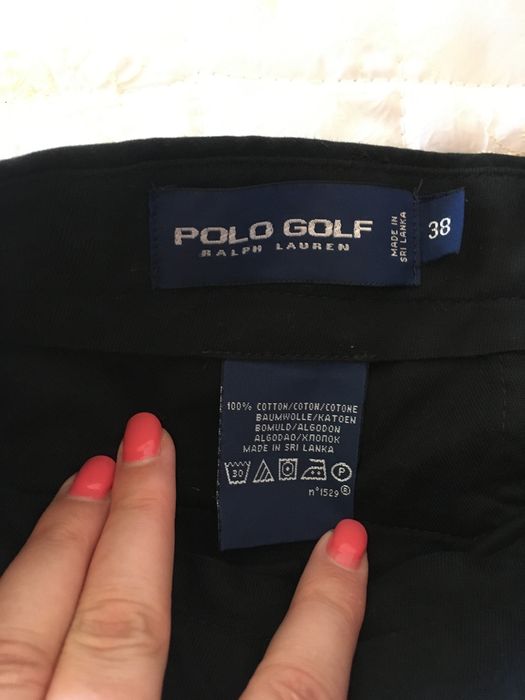 POLO GOLF
RALPH LAUREN
MADE IN
SRI LANKA
38
100% COTTON/COTON/COTONE
BAUMWOLLE/KATOEN
BOMULD/ALGODON
ALGODAO/ХЛОПОК
MADE IN SRI LANKA
30 P
n°1529 ®